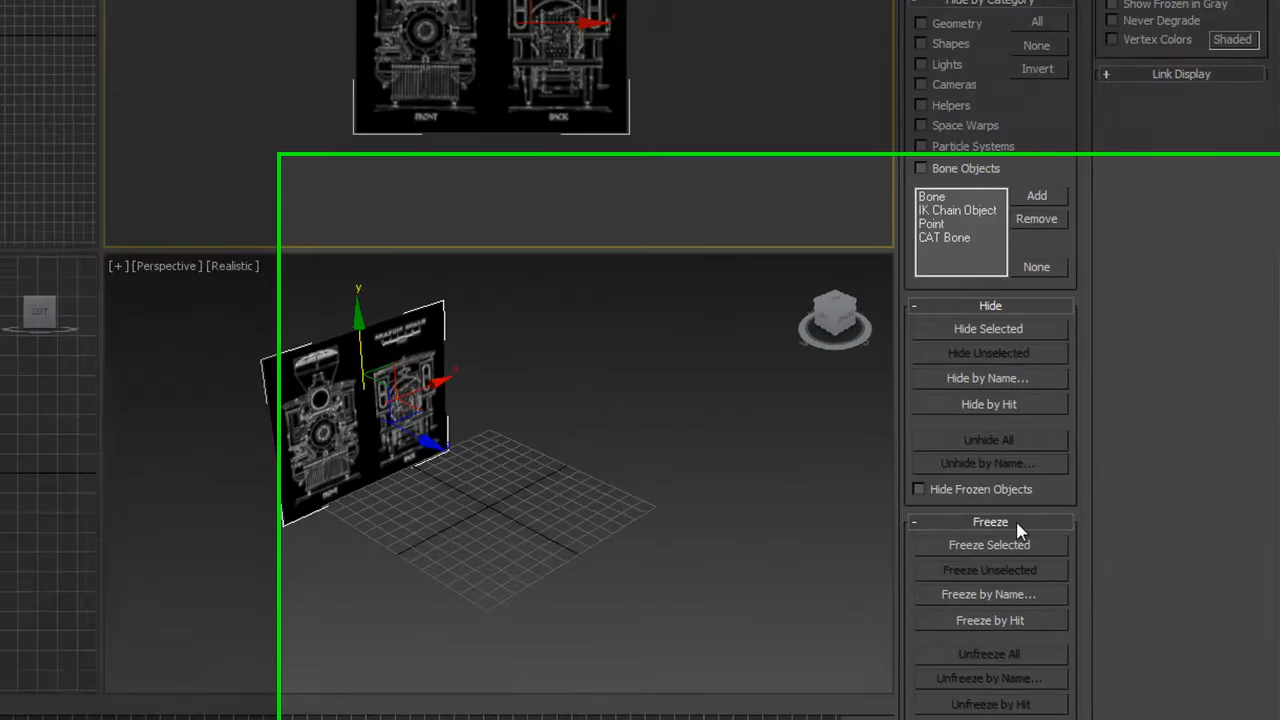 Hide by Category
Geometry
All
Shapes
None
Lights
Invert
Cameras
Helpers
Space Warps
Particle Systems
Bone Objects
Bone
IK Chain Object
Point
CAT Bone
Add
Remove
None
Show Frozen in Gray
Never Degrade
Vertex Colors
Shaded
+ Link Display
FRONT
BACK
[+] [Perspective] [Realistic]
LEFT
y
x
- Hide
Hide Selected
Hide Unselected
Hide by Name...
Hide by Hit
Unhide All
Unhide by Name...
Hide Frozen Objects
- Freeze
Freeze Selected
Freeze Unselected
Freeze by Name...
Freeze by Hit
Unfreeze All
Unfreeze by Name...
Unfreeze by Hit
FRONT
BACK